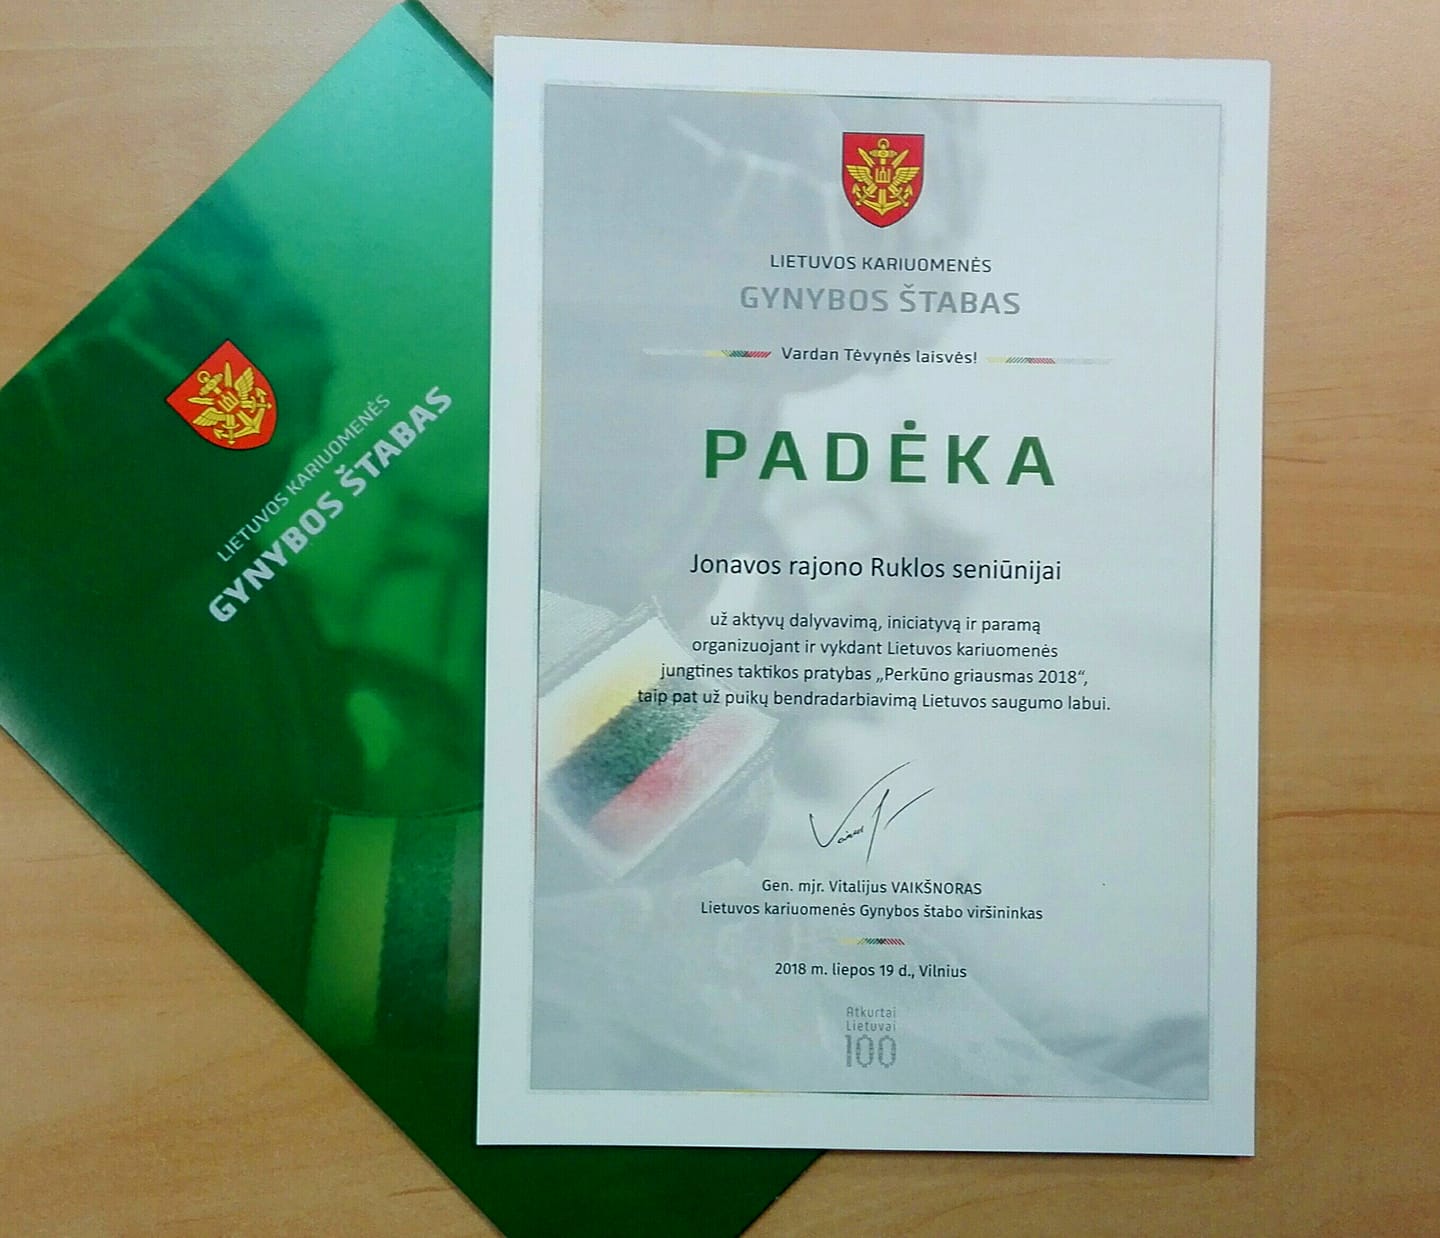 LIETUVOS KARIUOMENĖS
GYNYBOS ŠTABAS
LIETUVOS KARIUOMENĖS
GYNYBOS ŠTABAS
Vardan Tėvynės laisvės!
PADĖKA
Jonavos rajono Ruklos seniūnijai
už aktyvų dalyvavimą, iniciatyvą ir paramą
organizuojant ir vykdant Lietuvos kariuomenės
jungtines taktikos pratybas „Perkūno griausmas 2018“,
taip pat už puikų bendradarbiavimą Lietuvos saugumo labui.
Gen. mjr. Vitalijus VAIKŠNORAS
Lietuvos kariuomenės Gynybos štabo viršininkas
2018 m. liepos 19 d., Vilnius
Atkurtai
Lietuvai
100